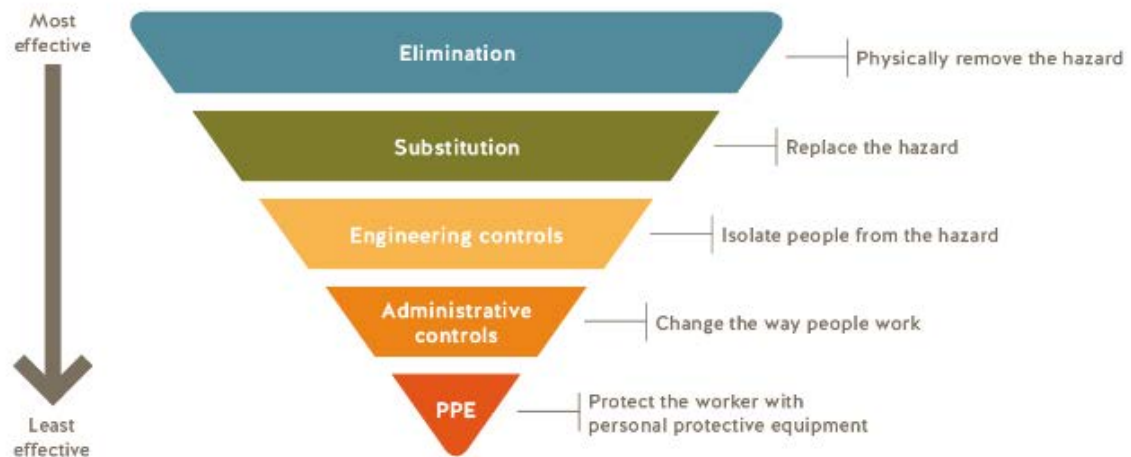 Most
effective
Elimination
Physically remove the hazard
Substitution
Replace the hazard
Engineering controls
Isolate people from the hazard
Administrative
controls
Change the way people work
PPE
Protect the worker with
personal protective equipment
Least
effective